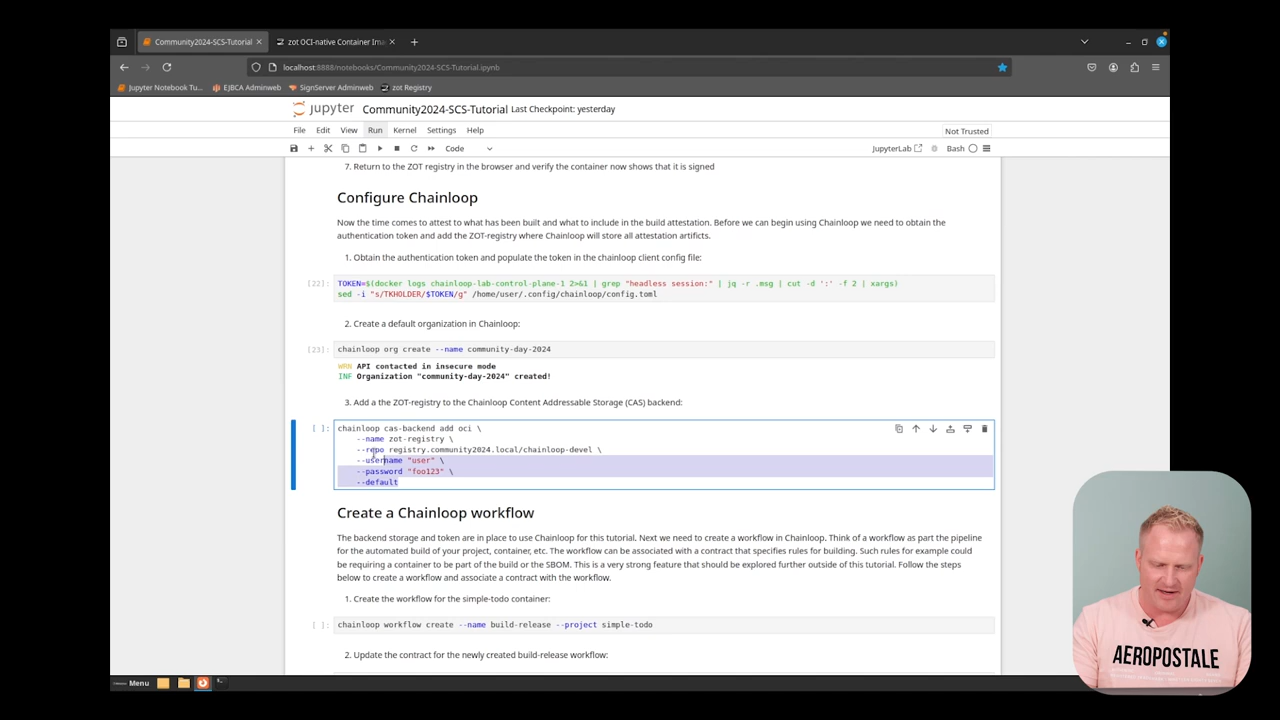 Community2024-SCS-Tutorial
zot OCI-native Container Ima
localhost:8888/notebooks/Community2024-SCS-Tutorial.ipynb
Jupyter Notebook Tu... EJBCA Adminweb SignServer Adminweb zot Registry
Jupyter Community2024-SCS-Tutorial Last Checkpoint: yesterday
File Edit View Run Kernel Settings Help
Not Trusted
Code
JupyterLab
Bash
7. Return to the ZOT registry in the browser and verify the container now shows that it is signed
Configure Chainloop
Now the time comes to attest to what has been built and what to include in the build attestation. Before we can begin using Chainloop we need to obtain the
authentication token and add the ZOT-registry where Chainloop will store all attestation artificts.
1. Obtain the authentication token and populate the token in the chainloop client config file:
[22]: TOKEN=$(docker logs chainloop-lab-control-plane-1 2>&1 | grep "headless session:" | jq -r .msg | cut -d ':' -f 2 | xargs)
sed -i "s/TKHOLDER/$TOKEN/g" /home/user/.config/chainloop/config.toml
2. Create a default organization in Chainloop:
[23]: chainloop org create --name community-day-2024
WRN API contacted in insecure mode
INF Organization "community-day-2024" created!
3. Add a the ZOT-registry to the Chainloop Content Addressable Storage (CAS) backend:
[ ]: chainloop cas-backend add oci \
--name zot-registry \
--repo registry.community2024.local/chainloop-devel \
--username "user" \
--password "foo123" \
--default
Create a Chainloop workflow
The backend storage and token are in place to use Chainloop for this tutorial. Next we need to create a workflow in Chainloop. Think of a workflow as part the pipeline
for the automated build of your project, container, etc. The workflow can be associated with a contract that specifies rules for building. Such rules for example could
be requiring a container to be part of the build or the SBOM. This is a very strong feature that should be explored further outside of this tutorial. Follow the steps
below to create a workflow and associate a contract with the workflow.
1. Create the workflow for the simple-todo container:
[ ]: chainloop workflow create --name build-release --project simple-todo
2. Update the contract for the newly created build-release workflow:
Menu
AEROPOSTALE